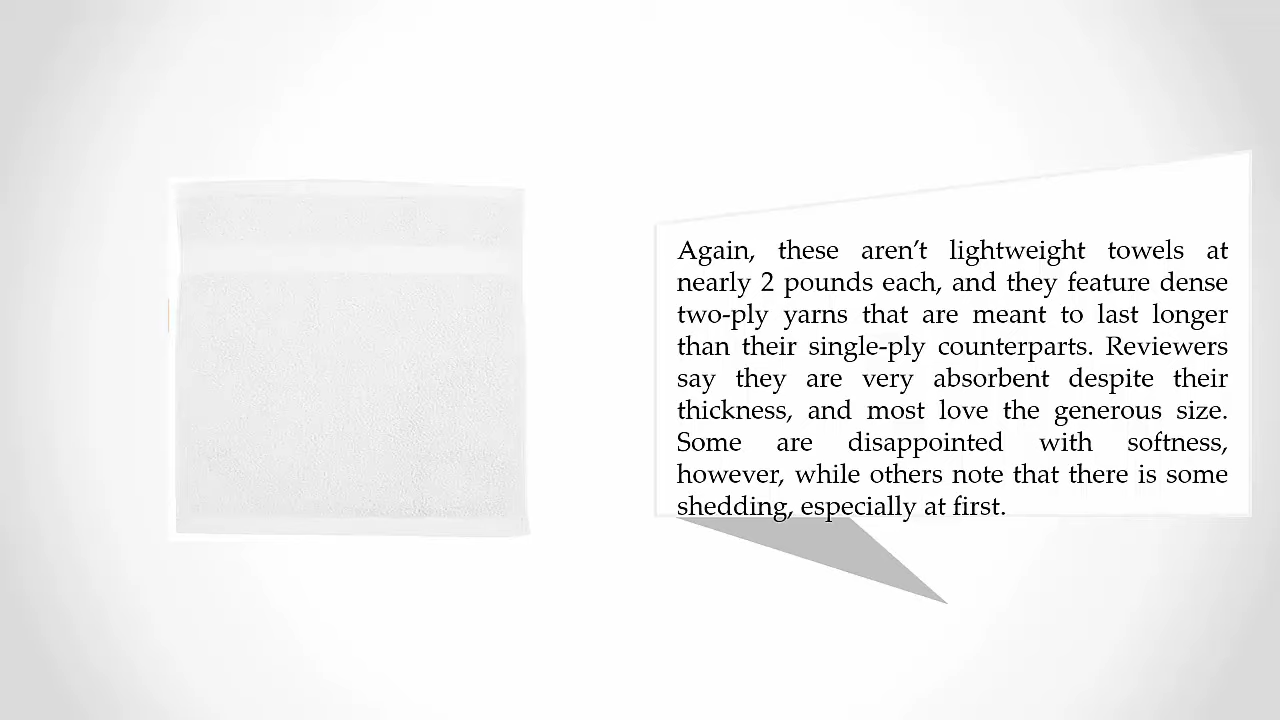 Again, these aren’t lightweight towels at
nearly 2 pounds each, and they feature dense
two-ply yarns that are meant to last longer
than their single-ply counterparts. Reviewers
say they are very absorbent despite their
thickness, and most love the generous size.
Some are disappointed with softness,
however, while others note that there is some
shedding, especially at first.